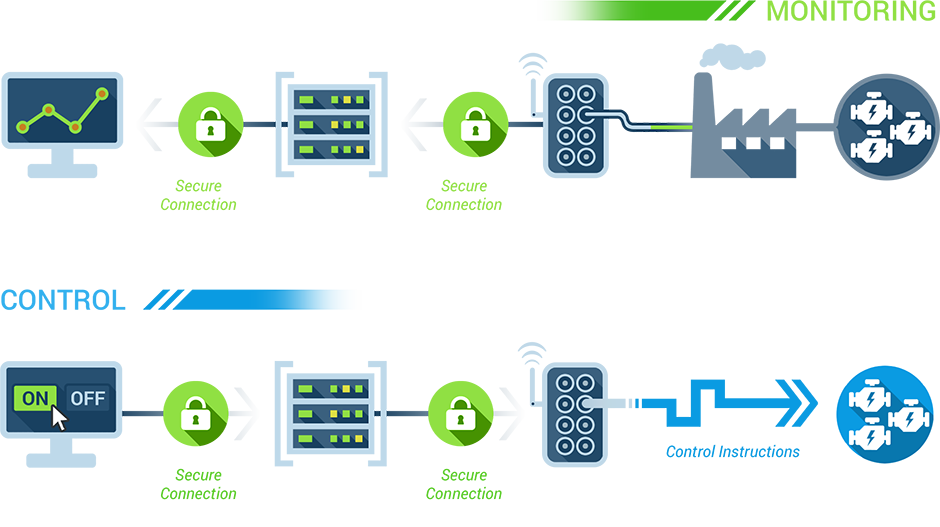 MONITORING
Secure
Connection
Secure
Connection
CONTROL
ON
OFF
Secure
Connection
Secure
Connection
Control Instructions